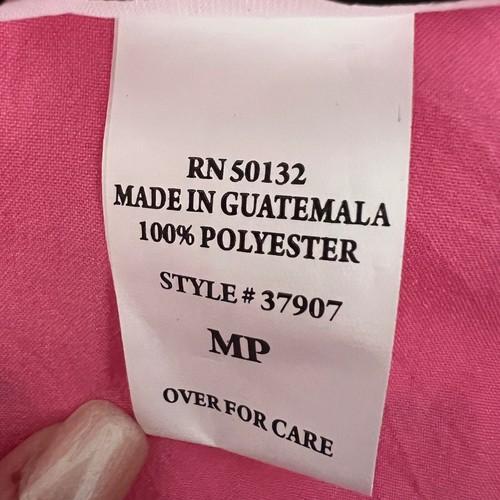 RN 50132
MADE IN GUATEMALA
100% POLYESTER
STYLE # 37907
MP
OVER FOR CARE